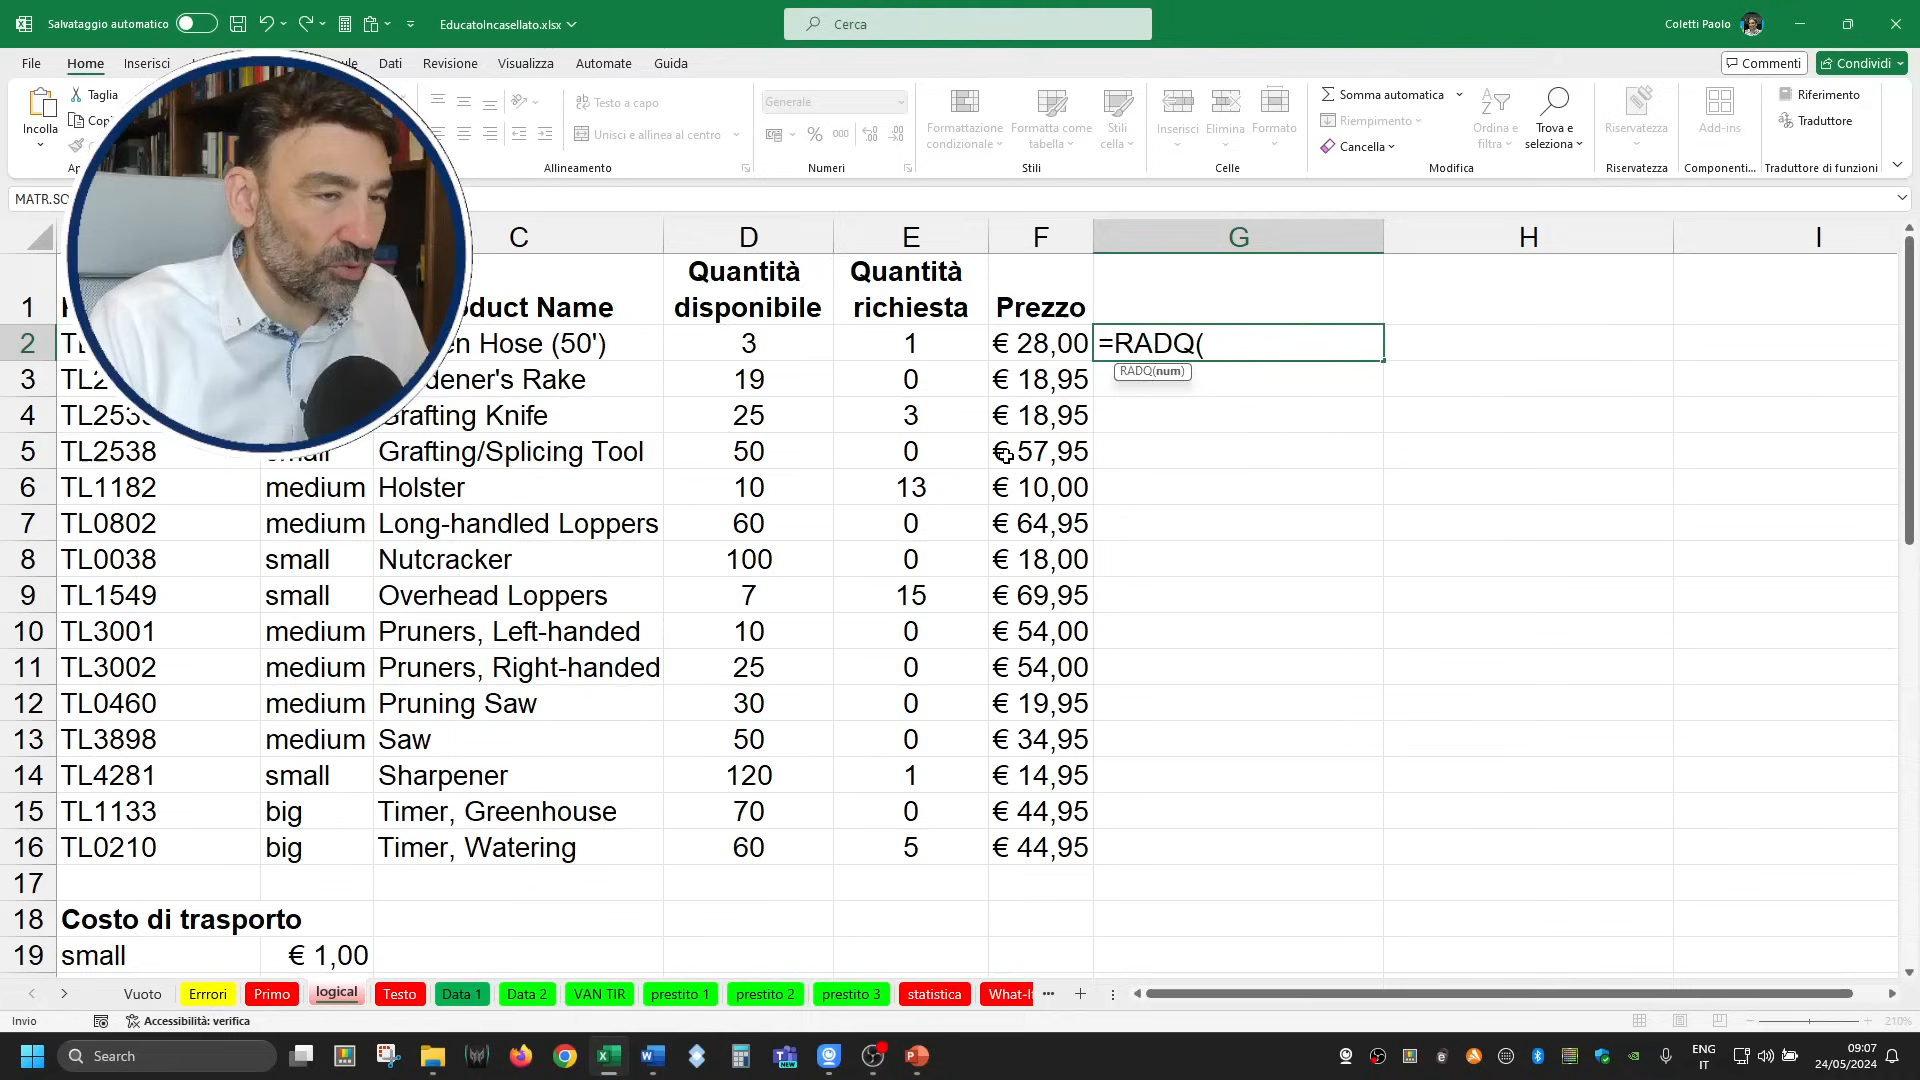 Salvataggio automatico
EducatoIncasellato.xlsx
Cerca
Coletti Paolo
File
Home
Inserisci
Dati
Revisione
Visualizza
Automate
Guida
Commenti
Condividi
Incolla
Taglia
Testo a capo
Unisci e allinea al centro
Allineamento
Generale
% 000
Numeri
Formattazione condizionale
Formatta come tabella
Stili cella
Stili
Inserisci
Elimina
Formato
Celle
Somma automatica
Riempimento
Cancella
Ordina e filtra
Trova e seleziona
Modifica
Riservatezza
Riservatezza
Add-ins
Componenti...
Riferimento
Traduttore
Traduttore di funzioni
C D E F G H I
1 Quantità disponibile Quantità richiesta Prezzo
2 3 1 € 28,00 =RADQ(
RADQ(num)
3 19 0 € 18,95
4 Grafting Knife 25 3 € 18,95
5 TL2538 small Grafting/Splicing Tool 50 0 € 57,95
6 TL1182 medium Holster 10 13 € 10,00
7 TL0802 medium Long-handled Loppers 60 0 € 64,95
8 TL0038 small Nutcracker 100 0 € 18,00
9 TL1549 small Overhead Loppers 7 15 € 69,95
10 TL3001 medium Pruners, Left-handed 10 0 € 54,00
11 TL3002 medium Pruners, Right-handed 25 0 € 54,00
12 TL0460 medium Pruning Saw 30 0 € 19,95
13 TL3898 medium Saw 50 0 € 34,95
14 TL4281 small Sharpener 120 1 € 14,95
15 TL1133 big Timer, Greenhouse 70 0 € 44,95
16 TL0210 big Timer, Watering 60 5 € 44,95
17
18 Costo di trasporto
19 small € 1,00
Vuoto Errrori Primo logical Testo Data 1 Data 2 VAN TIR prestito 1 prestito 2 prestito 3 statistica What-If
Invio
Accessibilità: verifica
210%
Search
ENG
IT
09:07
24/05/2024